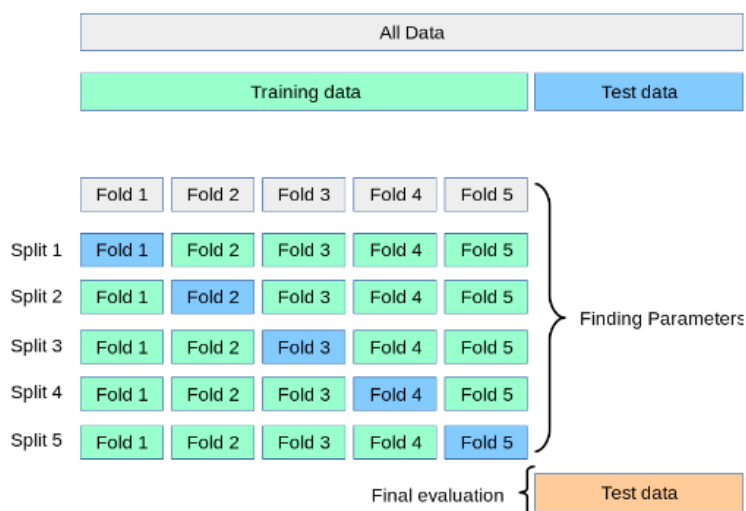 All Data
Training data Test data
Fold 1 Fold 2 Fold 3 Fold 4 Fold 5
Split 1 Fold 1 Fold 2 Fold 3 Fold 4 Fold 5
Split 2 Fold 1 Fold 2 Fold 3 Fold 4 Fold 5
Finding Parameters
Split 3 Fold 1 Fold 2 Fold 3 Fold 4 Fold 5
Split 4 Fold 1 Fold 2 Fold 3 Fold 4 Fold 5
Split 5 Fold 1 Fold 2 Fold 3 Fold 4 Fold 5
Final evaluation Test data